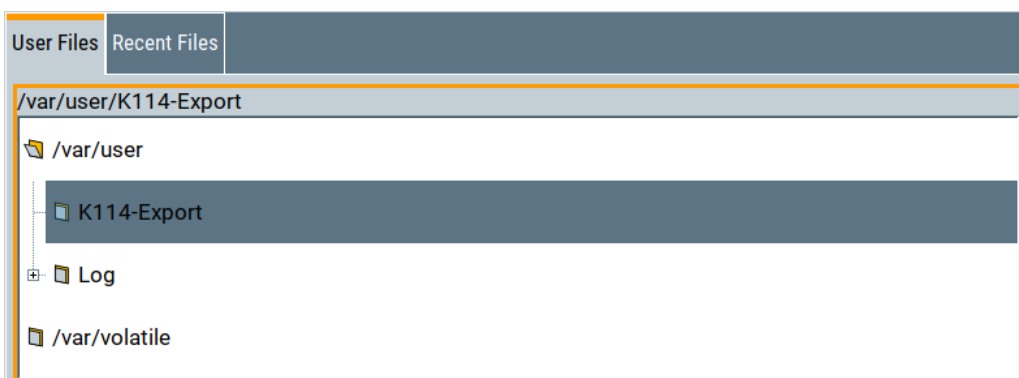 User Files Recent Files
/var/user/K114-Export
/var/user
K114-Export
Log
/var/volatile